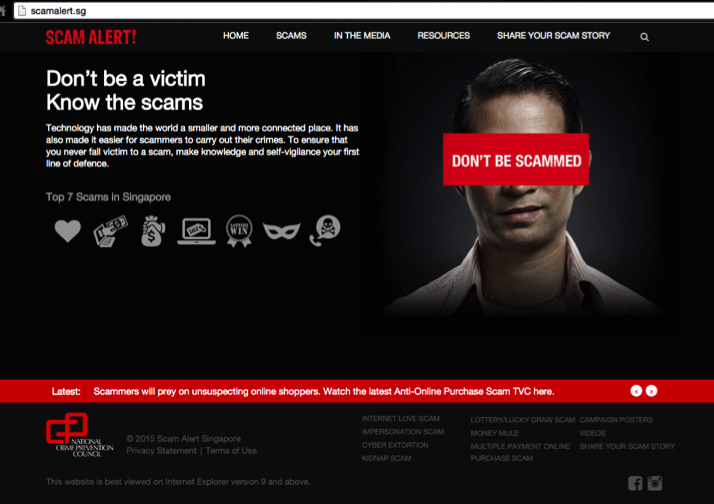 scamalert.sg
SCAM ALERT!
HOME SCAMS IN THE MEDIA RESOURCES SHARE YOUR SCAM STORY
Don't be a victim
Know the scams
Technology has made the world a smaller and more connected place. It has
also made it easier for scammers to carry out their crimes. To ensure that
you never fall victim to a scam, make knowledge and self-vigilance your first
line of defence.
DON'T BE SCAMMED
Top 7 Scams in Singapore
LOTTERY
WIN
Latest: Scammers will prey on unsuspecting online shoppers. Watch the latest Anti-Online Purchase Scam TVC here.
NATIONAL
CRIME PREVENTION
COUNCIL
© 2015 Scam Alert Singapore
Privacy Statement | Terms of Use
INTERNET LOVE SCAM
IMPERSONATION SCAM
CYBER EXTORTION
KIDNAP SCAM
LOTTERY/LUCKY DRAW SCAM
MONEY MULE
MULTIPLE PAYMENT ONLINE
PURCHASE SCAM
CAMPAIGN POSTERS
VIDEOS
SHARE YOUR SCAM STORY
This website is best viewed on Internet Explorer version 9 and above.